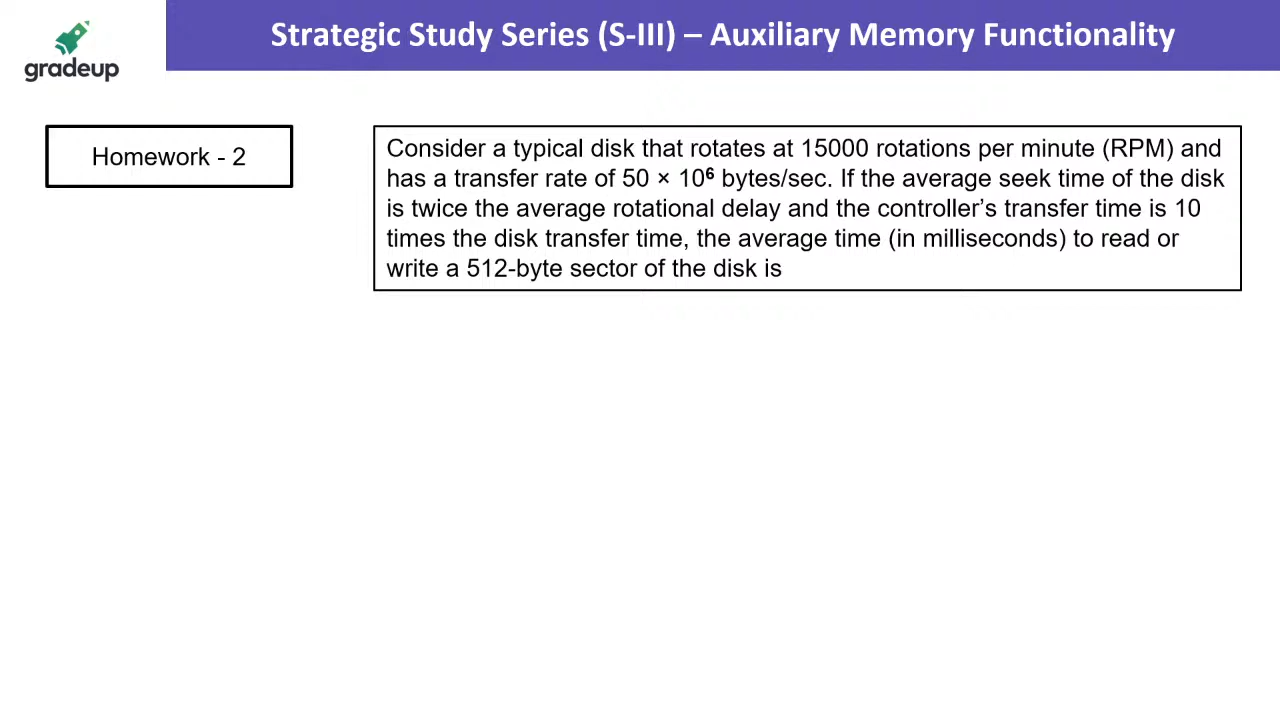 Strategic Study Series (S-III) – Auxiliary Memory Functionality
gradeup
Homework - 2
Consider a typical disk that rotates at 15000 rotations per minute (RPM) and
has a transfer rate of 50 × 10⁶ bytes/sec. If the average seek time of the disk
is twice the average rotational delay and the controller’s transfer time is 10
times the disk transfer time, the average time (in milliseconds) to read or
write a 512-byte sector of the disk is